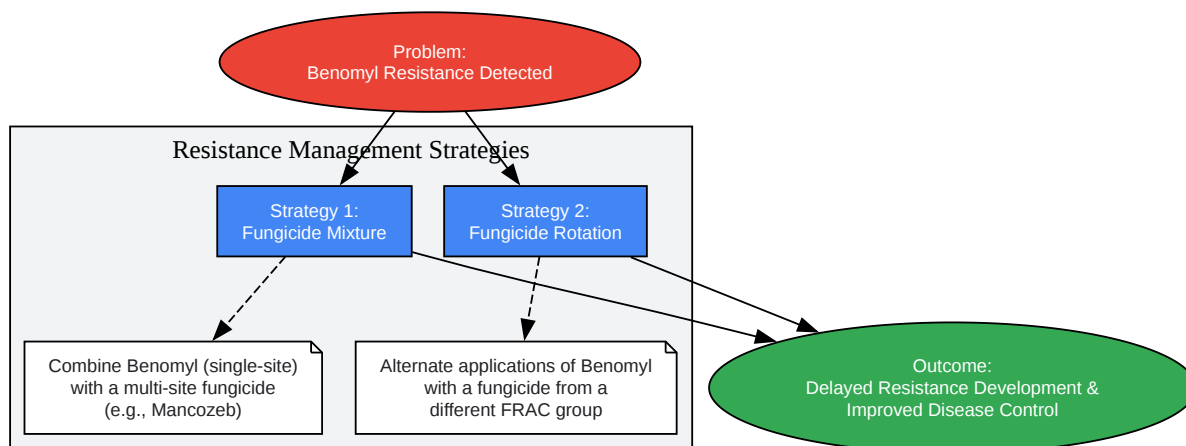 Problem:
Benomyl Resistance Detected
Resistance Management Strategies
Strategy 1:
Fungicide Mixture
Strategy 2:
Fungicide Rotation
Combine Benomyl (single-site)
with a multi-site fungicide
(e.g., Mancozeb)
Alternate applications of Benomyl
with a fungicide from a
different FRAC group
Outcome:
Delayed Resistance Development &
Improved Disease Control